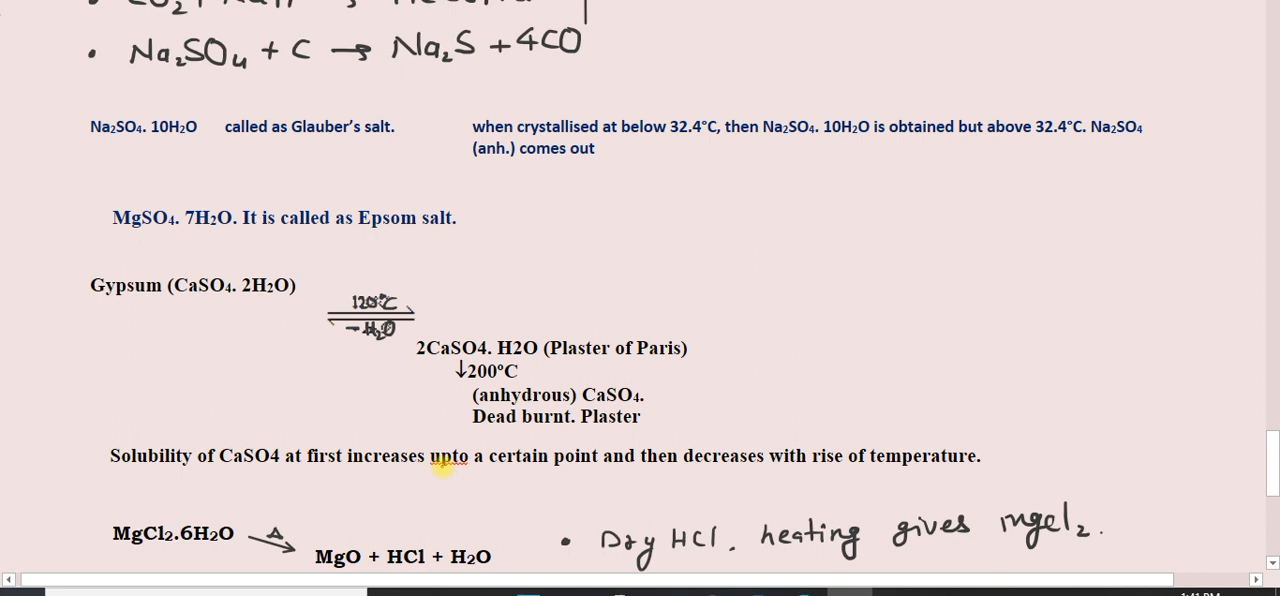 • Na₂SO₄ + C → Na₂S + 4CO
Na₂SO₄. 10H₂O called as Glauber's salt. when crystallised at below 32.4°C, then Na₂SO₄. 10H₂O is obtained but above 32.4°C. Na₂SO₄
(anh.) comes out
MgSO₄. 7H₂O. It is called as Epsom salt.
Gypsum (CaSO₄. 2H₂O)
120°C
-H₂O
2CaSO4. H2O (Plaster of Paris)
↓200°C
(anhydrous) CaSO₄.
Dead burnt. Plaster
Solubility of CaSO4 at first increases upto a certain point and then decreases with rise of temperature.
MgCl₂.6H₂O Δ • Dry HCl. heating gives mgcl₂.
MgO + HCl + H₂O